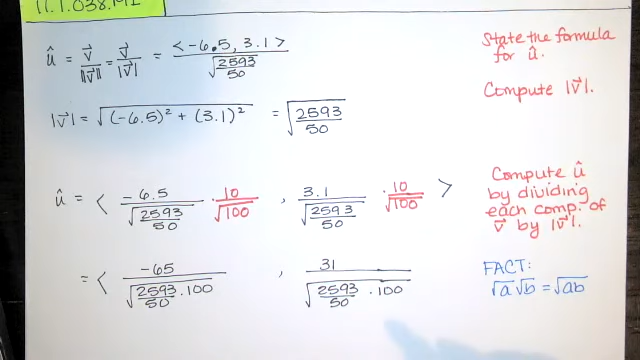 11.1.038.MI
û = v⃗/‖v⃗‖ = v⃗/|v⃗| = <-6.5, 3.1>/√(2593/50)
State the formula for û.
|v⃗| = √((-6.5)² + (3.1)²) = √(2593/50)
Compute |v⃗|.
û = < -6.5/√(2593/50) · 10/√100 , 3.1/√(2593/50) · 10/√100 >
Compute û
by dividing
each comp. of
v⃗ by |v⃗|.
= < -65/√(2593/50 · 100) , 31/√(2593/50 · 100)
FACT:
√a √b = √ab